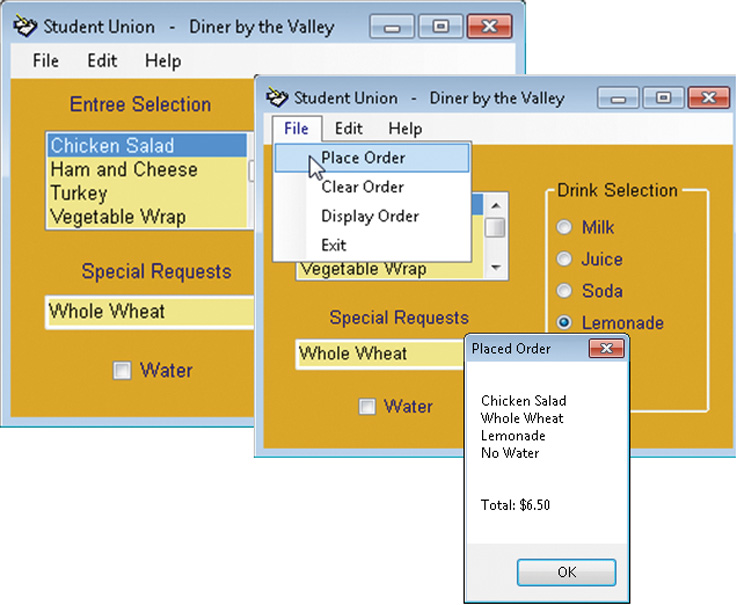 Student Union - Diner by the Valley
File Edit Help
Entree Selection
Chicken Salad
Ham and Cheese
Turkey
Vegetable Wrap
Special Requests
Whole Wheat
Water
Student Union - Diner by the Valley
File Edit Help
Place Order
Clear Order
Display Order
Exit
Vegetable Wrap
Special Requests
Whole Wheat
Water
Drink Selection
Milk
Juice
Soda
Lemonade
Placed Order
Chicken Salad
Whole Wheat
Lemonade
No Water
Total: $6.50
OK